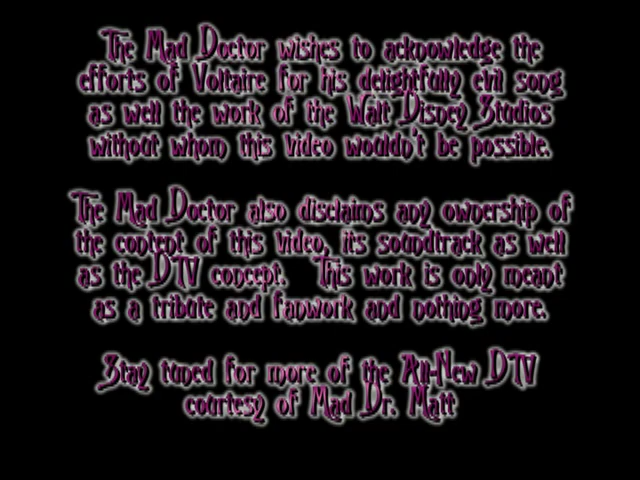 The Mad Doctor wishes to acknowledge the
efforts of Voltaire for his delightfully evil song
as well the work of the Walt Disney Studios
without whom this video wouldn't be possible.
The Mad Doctor also disclaims any ownership of
the content of this video, its soundtrack as well
as the DTV concept. This work is only meant
as a tribute and fanwork and nothing more.
Stay tuned for more of the All-New DTV
courtesy of Mad Dr. Matt